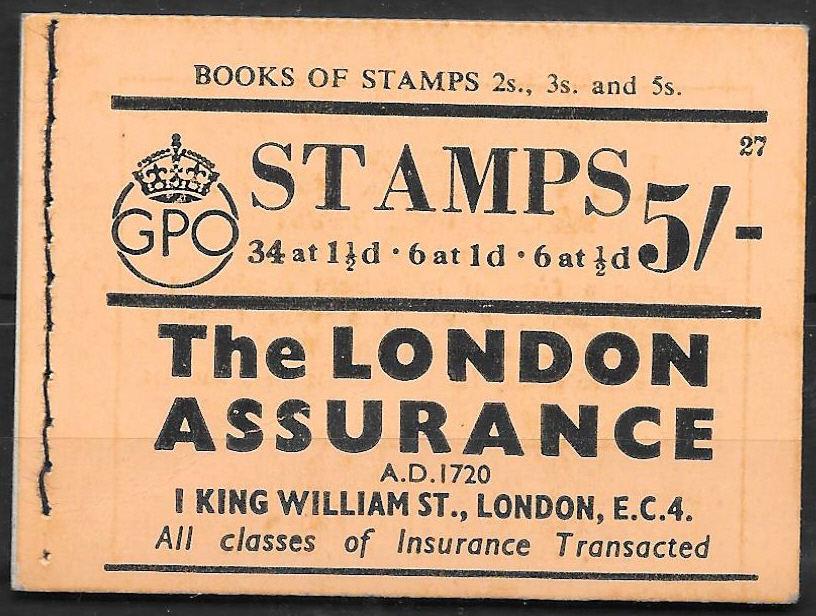 BOOKS OF STAMPS 2s., 3s. and 5s.
27
GPO
STAMPS 5/-
34 at 1½d · 6 at 1d · 6 at ½d
The LONDON
ASSURANCE
A.D.1720
1 KING WILLIAM ST., LONDON, E.C.4.
All classes of Insurance Transacted